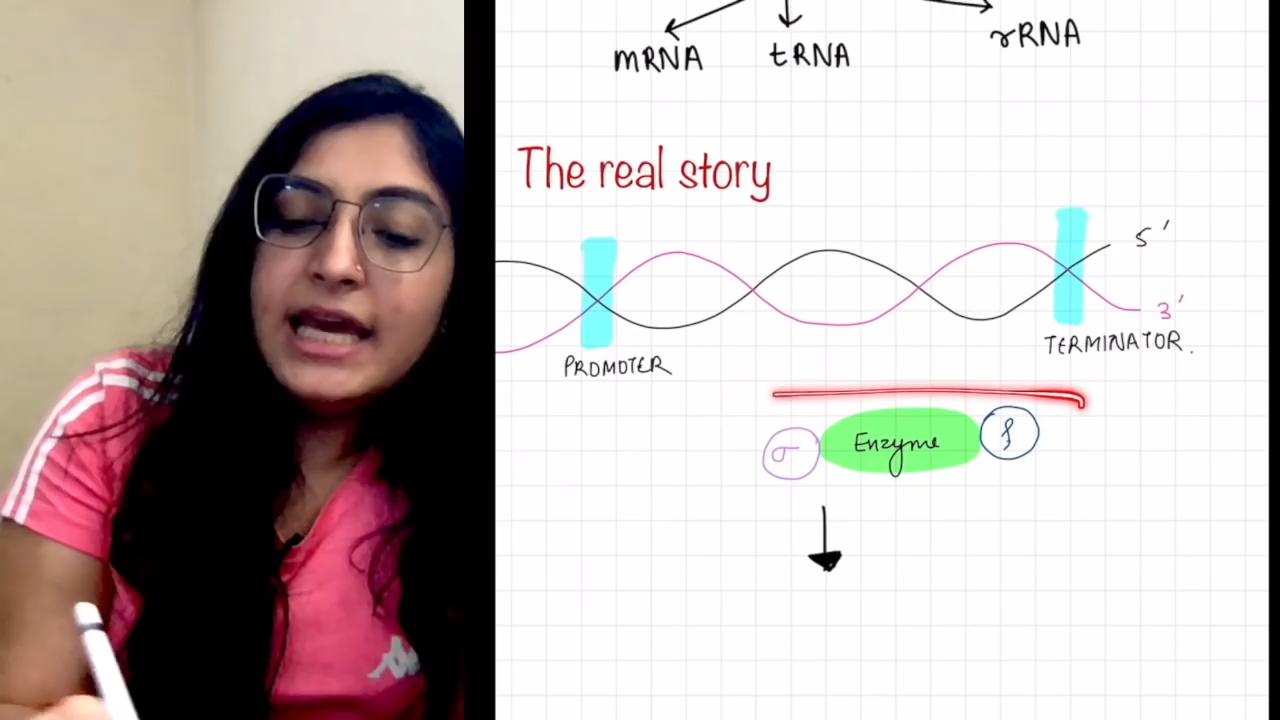 mRNA tRNA rRNA
The real story
5'
3'
PROMOTER
TERMINATOR.
σ Enzyme